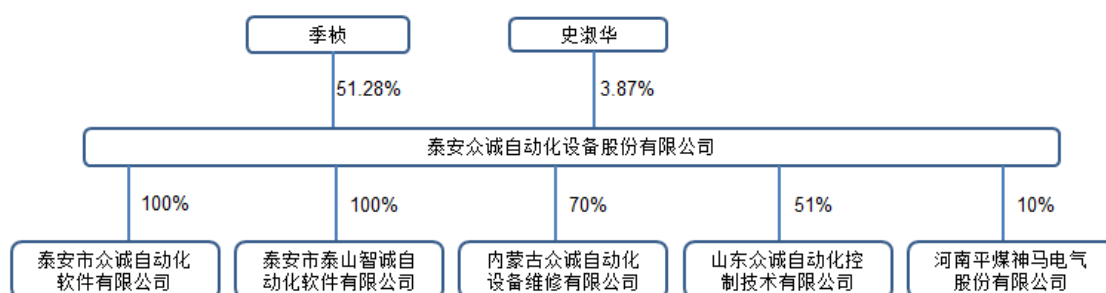 季桢
史淑华
51.28%
3.87%
泰安众诚自动化设备股份有限公司
100%
100%
70%
51%
10%
泰安市众诚自动化
软件有限公司
泰安市泰山智诚自
动化软件有限公司
内蒙古众诚自动化
设备维修有限公司
山东众诚自动化控
制技术有限公司
河南平煤神马电气
股份有限公司